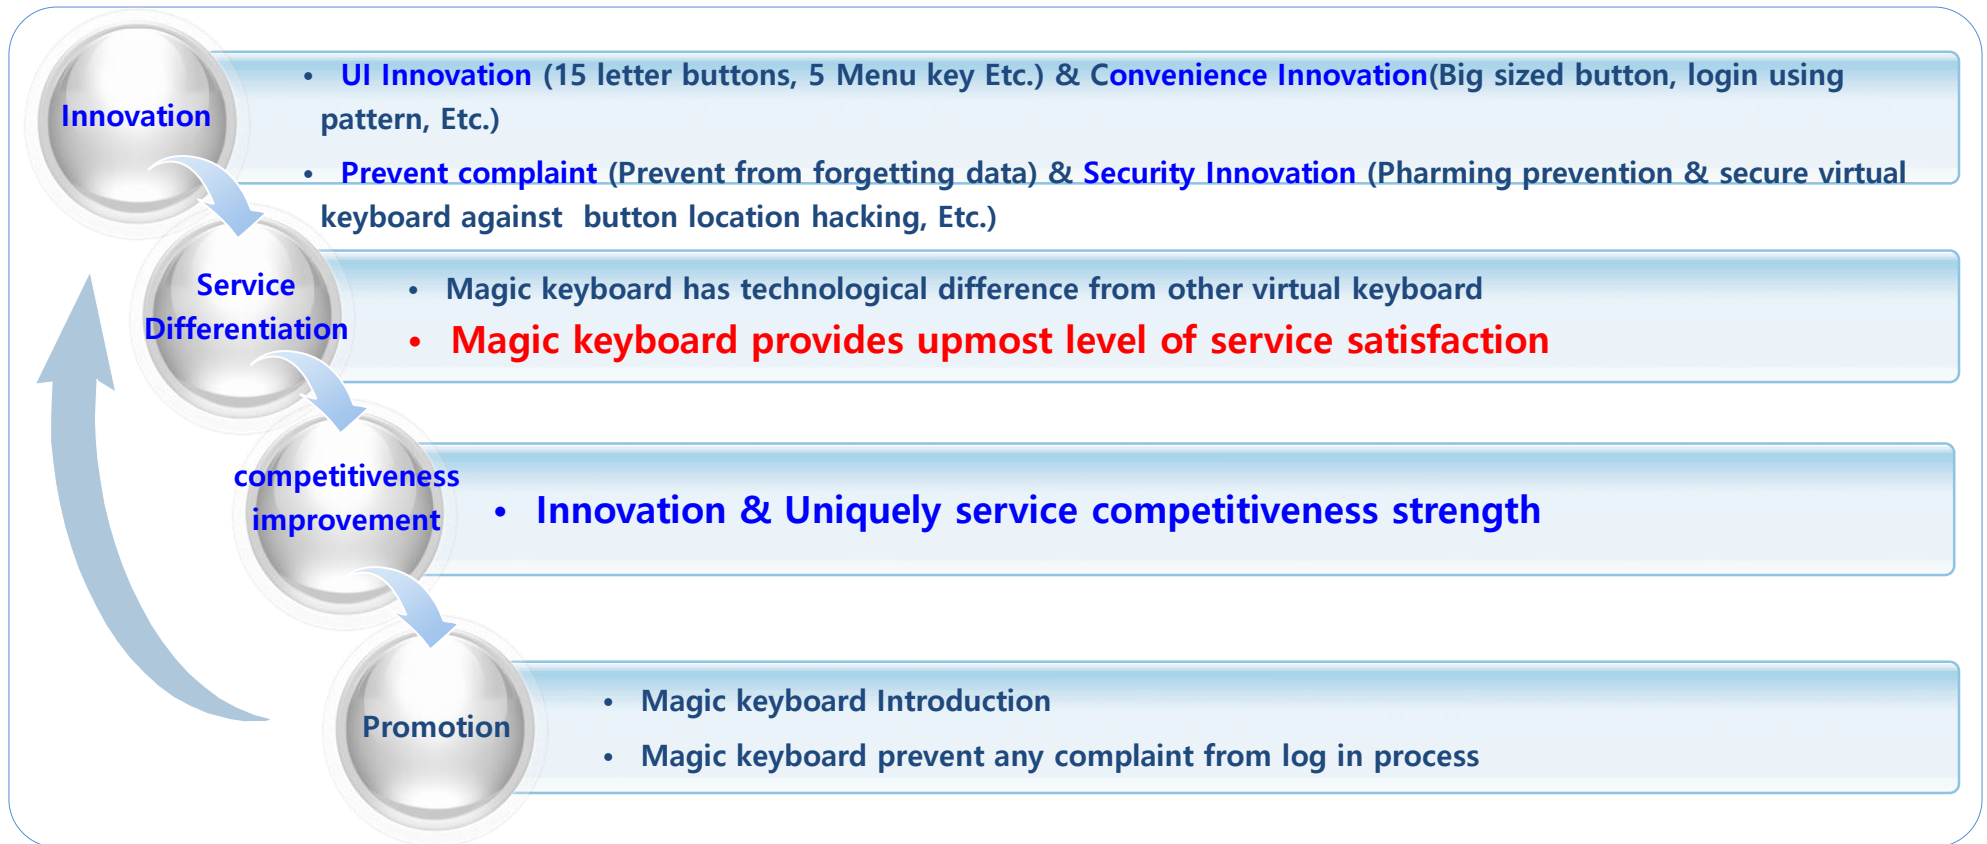 Innovation
• UI Innovation (15 letter buttons, 5 Menu key Etc.) & Convenience Innovation(Big sized button, login using
pattern, Etc.)
• Prevent complaint (Prevent from forgetting data) & Security Innovation (Pharming prevention & secure virtual
keyboard against button location hacking, Etc.)
Service
Differentiation
• Magic keyboard has technological difference from other virtual keyboard
• Magic keyboard provides upmost level of service satisfaction
competitiveness
improvement
• Innovation & Uniquely service competitiveness strength
Promotion
• Magic keyboard Introduction
• Magic keyboard prevent any complaint from log in process